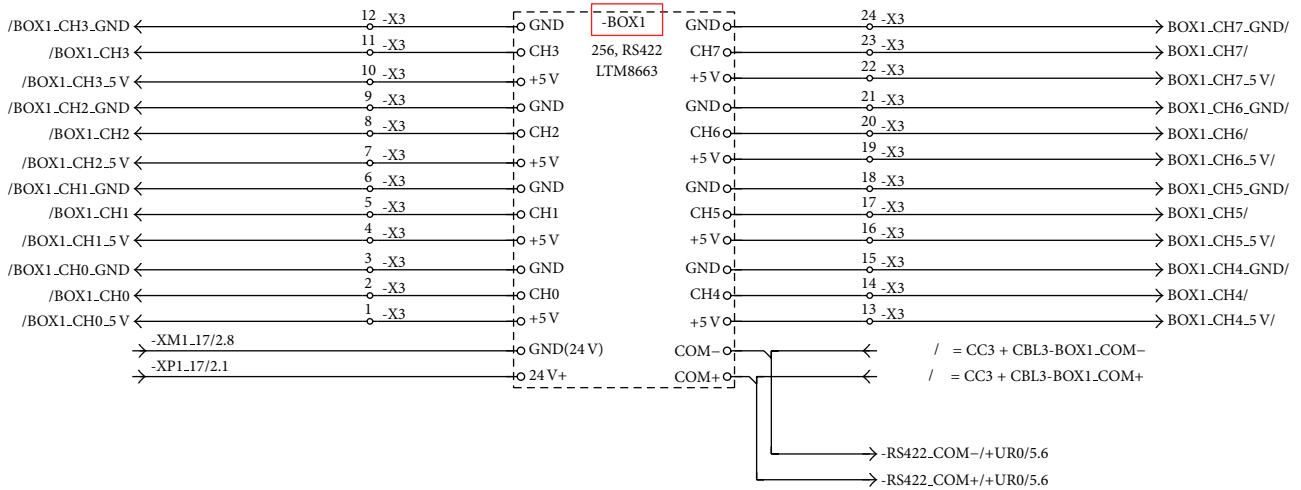 /BOX1_CH3_GND 12 -X3 GND -BOX1 GND 24 -X3 BOX1_CH7_GND/
/BOX1_CH3 11 -X3 CH3 256, RS422 CH7 23 -X3 BOX1_CH7/
LTM8663
/BOX1_CH3_5 V 10 -X3 +5 V +5 V 22 -X3 BOX1_CH7_5 V/
/BOX1_CH2_GND 9 -X3 GND GND 21 -X3 BOX1_CH6_GND/
/BOX1_CH2 8 -X3 CH2 CH6 20 -X3 BOX1_CH6/
/BOX1_CH2_5 V 7 -X3 +5 V +5 V 19 -X3 BOX1_CH6_5 V/
/BOX1_CH1_GND 6 -X3 GND GND 18 -X3 BOX1_CH5_GND/
/BOX1_CH1 5 -X3 CH1 CH5 17 -X3 BOX1_CH5/
/BOX1_CH1_5 V 4 -X3 +5 V +5 V 16 -X3 BOX1_CH5_5 V/
/BOX1_CH0_GND 3 -X3 GND GND 15 -X3 BOX1_CH4_GND/
/BOX1_CH0 2 -X3 CH0 CH4 14 -X3 BOX1_CH4/
/BOX1_CH0_5 V 1 -X3 +5 V +5 V 13 -X3 BOX1_CH4_5 V/
-XM1_17/2.8 GND(24 V) COM− / = CC3 + CBL3-BOX1_COM−
-XP1_17/2.1 24 V+ COM+ / = CC3 + CBL3-BOX1_COM+
-RS422_COM−/+UR0/5.6
-RS422_COM+/+UR0/5.6